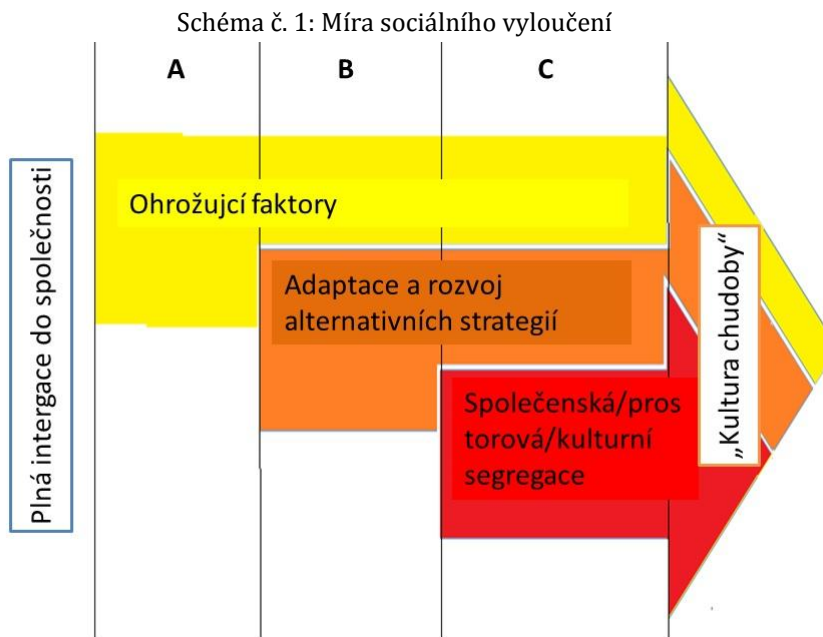 Schéma č. 1: Míra sociálního vyloučení
A B C
Plná intergace do společnosti
Ohrožujcí faktory
Adaptace a rozvoj
alternativních strategií
Společenská/pros
torová/kulturní
segregace
„Kultura chudoby“